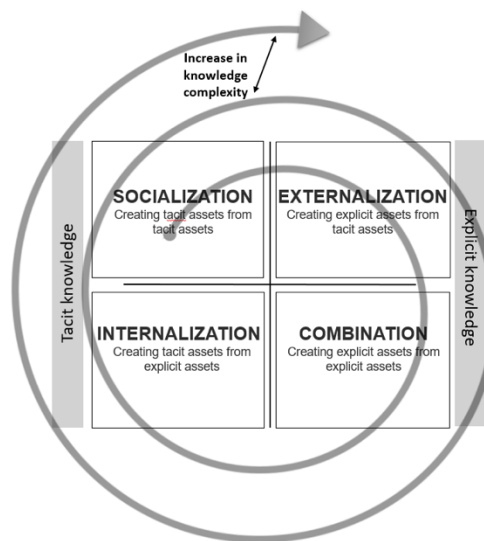 Increase in
knowledge
complexity
Tacit knowledge
SOCIALIZATION
Creating tacit assets from
tacit assets
EXTERNALIZATION
Creating explicit assets from
tacit assets
Explicit knowledge
INTERNALIZATION
Creating tacit assets from
explicit assets
COMBINATION
Creating explicit assets from
explicit assets